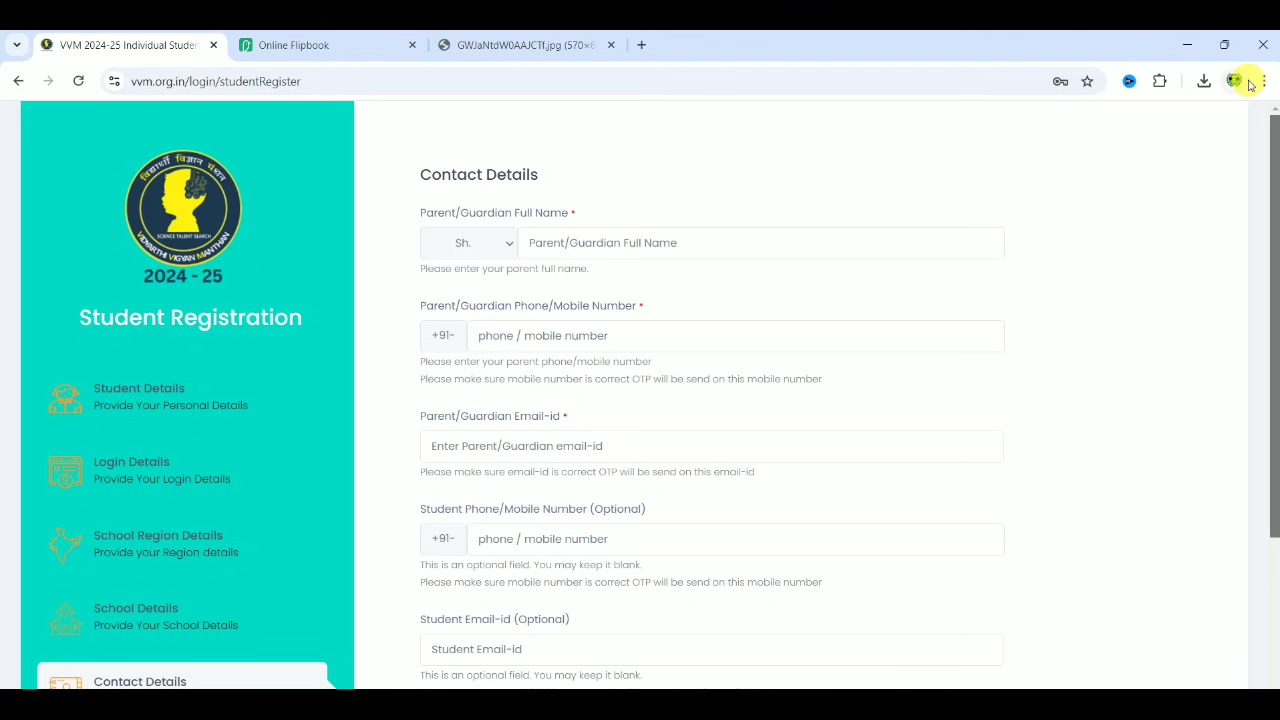 VVM 2024-25 Individual Studen
Online Flipbook
GWJaNtdW0AAJCTf.jpg (570×6
vvm.org.in/login/studentRegister
विद्यार्थी विज्ञान मंथन
SCIENCE TALENT SEARCH
VIDYARTHI VIGYAN MANTHAN
2024 - 25
Student Registration
Student Details
Provide Your Personal Details
Login Details
Provide Your Login Details
School Region Details
Provide your Region details
School Details
Provide Your School Details
Contact Details
Contact Details
Parent/Guardian Full Name *
Sh.
Parent/Guardian Full Name
Please enter your parent full name.
Parent/Guardian Phone/Mobile Number *
+91-
phone / mobile number
Please enter your parent phone/mobile number
Please make sure mobile number is correct OTP will be send on this mobile number
Parent/Guardian Email-id *
Enter Parent/Guardian email-id
Please make sure email-id is correct OTP will be send on this email-id
Student Phone/Mobile Number (Optional)
+91-
phone / mobile number
This is an optional field. You may keep it blank.
Please make sure mobile number is correct OTP will be send on this mobile number
Student Email-id (Optional)
Student Email-id
This is an optional field. You may keep it blank.